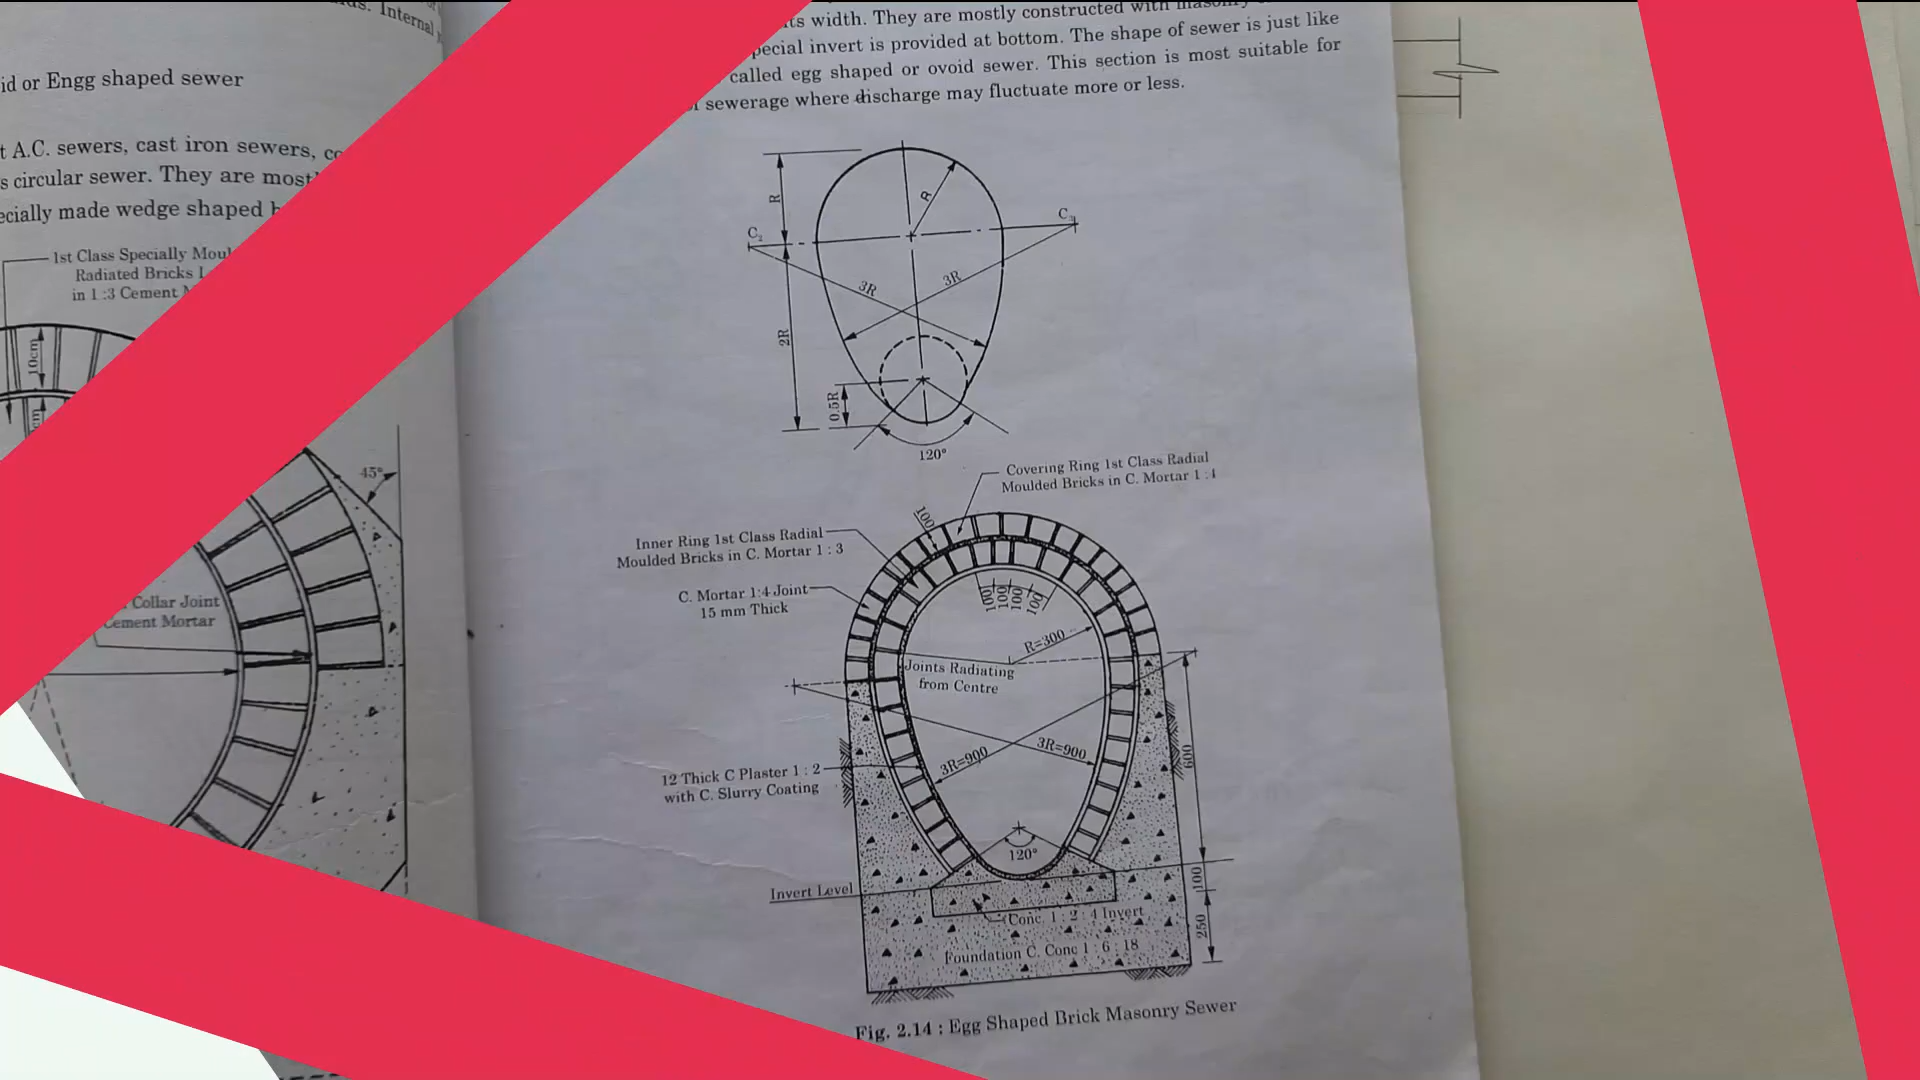 Internal
id or Engg shaped sewer
t A.C. sewers, cast iron sewers,
s circular sewer. They are most
ecially made wedge shaped
1st Class Specially Moul
Radiated Bricks
in 1:3 Cement
10cm
cm
45°
Collar Joint
Cement Mortar
its width. They are mostly constructed with
pecial invert is provided at bottom. The shape of sewer is just like
called egg shaped or ovoid sewer. This section is most suitable for
sewerage where discharge may fluctuate more or less.
R
R
C₂
C
3R
3R
2R
0.5R
120°
Covering Ring 1st Class Radial
Moulded Bricks in C. Mortar 1 : 4
100
Inner Ring 1st Class Radial
Moulded Bricks in C. Mortar 1 : 3
C. Mortar 1:4 Joint
15 mm Thick
100
100
100
100
R=300
Joints Radiating
from Centre
3R=900
3R=900
600
12 Thick C Plaster 1 : 2
with C. Slurry Coating
120°
Invert Level
100
Conc. 1 : 2 : 4 Invert
250
Foundation C. Conc 1 : 6 : 18
Fig. 2.14 : Egg Shaped Brick Masonry Sewer